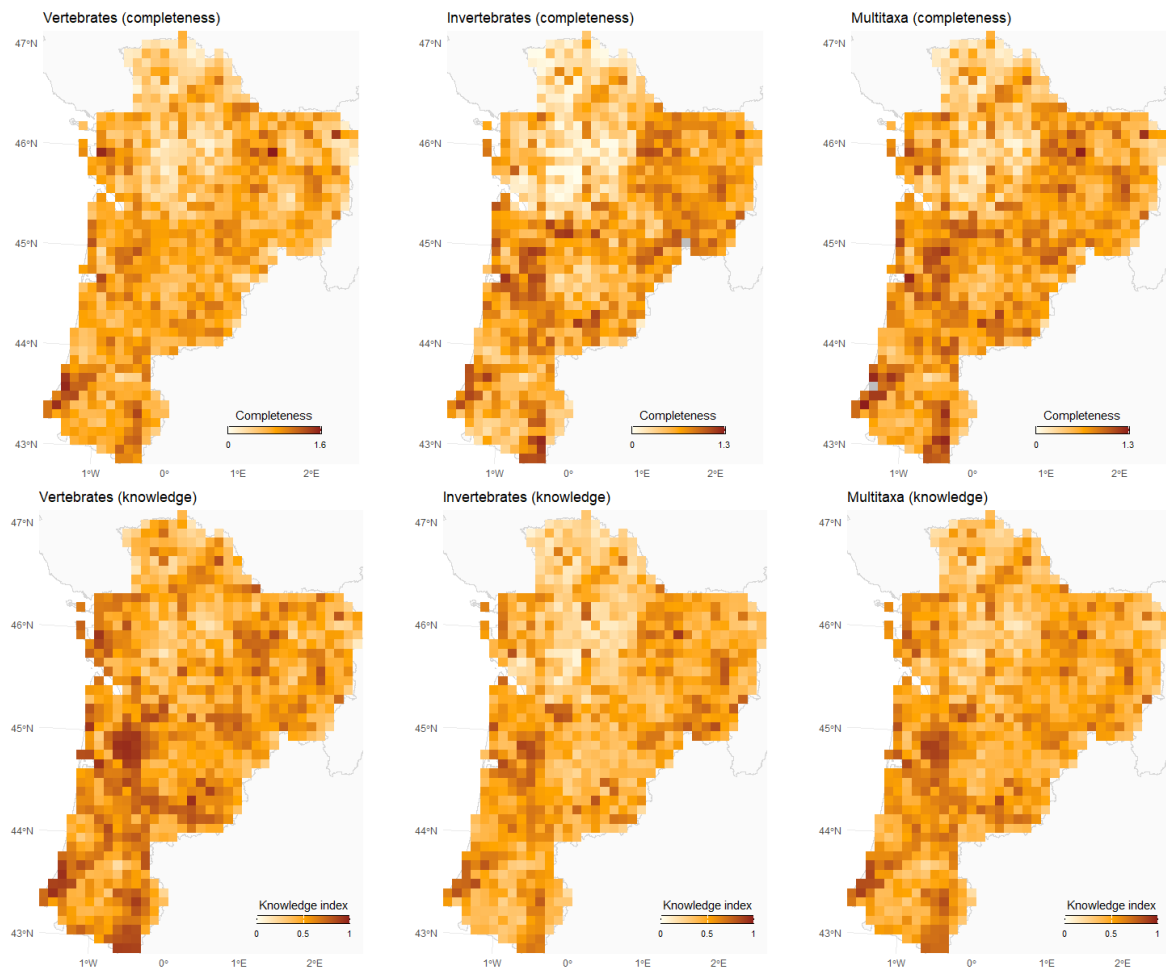 Vertebrates (completeness)
Invertebrates (completeness)
Multitaxa (completeness)
47°N
47°N
47°N
46°N
46°N
46°N
45°N
45°N
45°N
44°N
44°N
44°N
43°N
43°N
43°N
Completeness
0 1.6
Completeness
0 1.3
Completeness
0 1.3
1°W 0° 1°E 2°E
1°W 0° 1°E 2°E
1°W 0° 1°E 2°E
Vertebrates (knowledge)
Invertebrates (knowledge)
Multitaxa (knowledge)
47°N
47°N
47°N
46°N
46°N
46°N
45°N
45°N
45°N
44°N
44°N
44°N
43°N
43°N
43°N
Knowledge index
0 0.5 1
Knowledge index
0 0.5 1
Knowledge index
0 0.5 1
1°W 0° 1°E 2°E
1°W 0° 1°E 2°E
1°W 0° 1°E 2°E